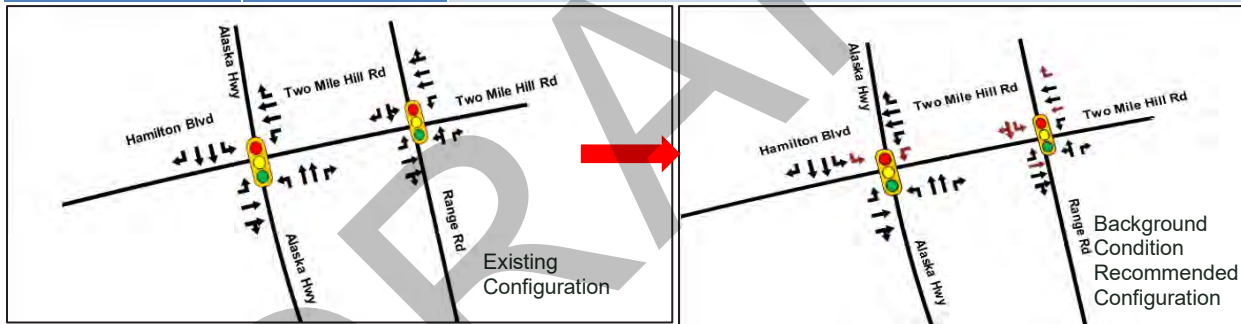 Alaska Hwy
Two Mile Hill Rd
Two Mile Hill Rd
Hamilton Blvd
Alaska Hwy
Range Rd
Existing
Configuration
Alaska Hwy
Two Mile Hill Rd
Two Mile Hill Rd
Hamilton Blvd
Alaska Hwy
Range Rd
Background
Condition
Recommended
Configuration